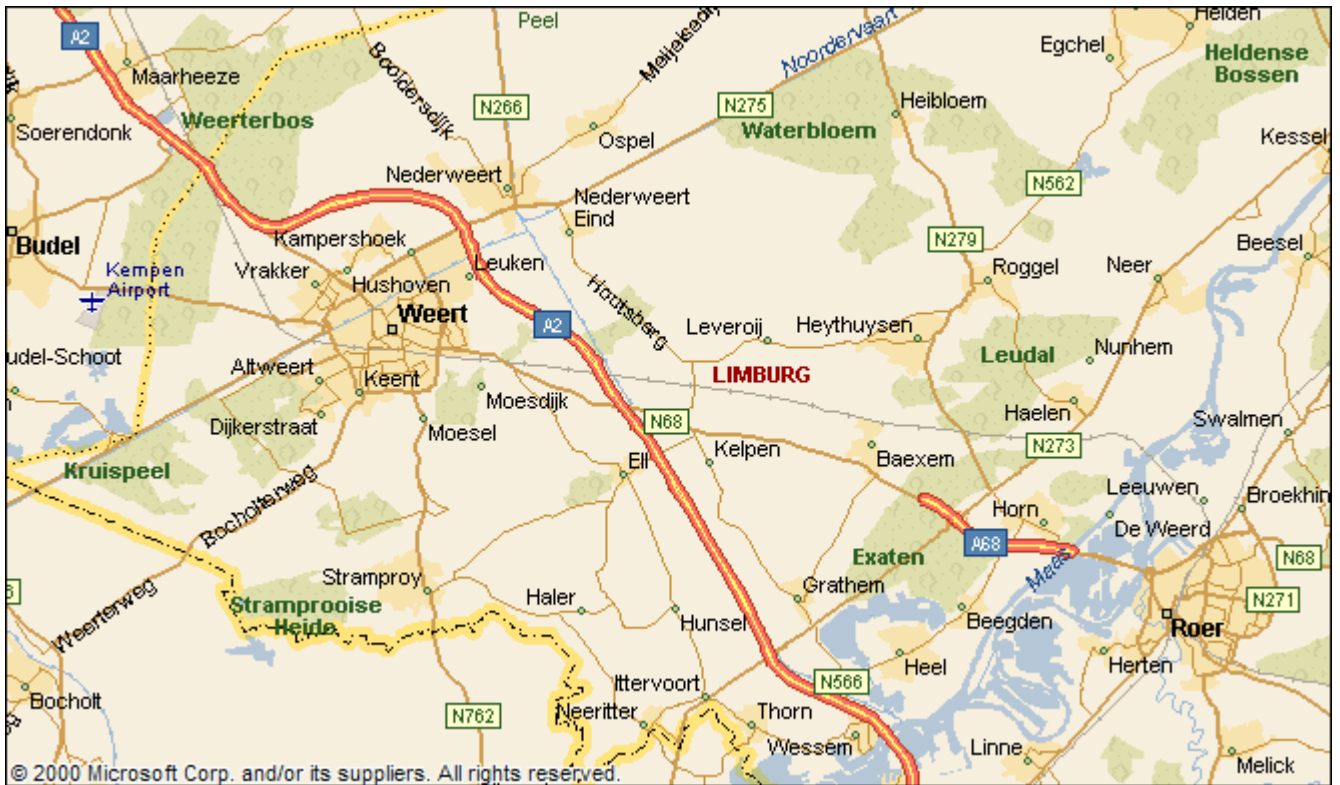 A2
Maarheeze
Soerendonk
Weerterbos
Peel
Booldersdijk
Meijelsedijk
N266
Ospel
Noordervaart
N275
Waterbloem
Heibloem
Egchel
Helden
Heldense
Bossen
Kessel
N562
Nederweert
Nederweert
Eind
Budel
Kempen
Airport
Kampershoek
Vrakker
Hushoven
Leuken
Weert
Houtsberg
A2
N279
Roggel
Neer
Beesel
Leveroij
Heythuysen
Leudal
Nunhem
LIMBURG
udel-Schoot
Altweert
Keent
Moesdijk
Dijkerstraat
Moesel
N68
Ell
Kelpen
Baexem
Haelen
N273
Swalmen
Kruispeel
Bocholterweg
Leeuwen
Broekhin
Horn
De Weerd
A68
Exaten
Maas
N68
N271
Weerterweg
Stramproy
Stramprooise
Heide
Haler
Hunsel
Grathem
Beegden
Roer
Heel
Herten
Bocholt
N762
Ittervoort
Neeritter
Thorn
N566
Wessem
Linne
Melick
© 2000 Microsoft Corp. and/or its suppliers. All rights reserved.